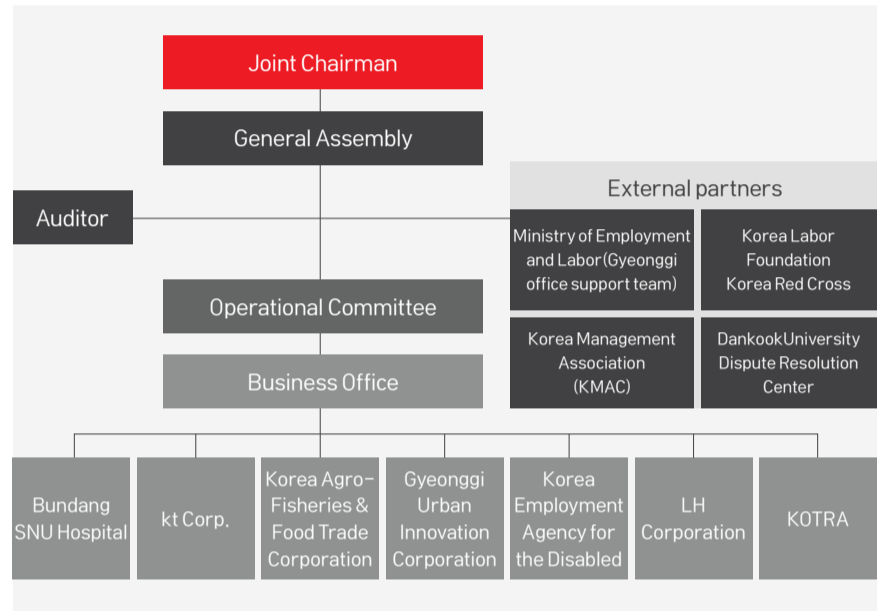 Joint Chairman
General Assembly
Auditor
External partners
Ministry of Employment
and Labor(Gyeonggi
office support team)
Korea Labor
Foundation
Korea Red Cross
Korea Management
Association
(KMAC)
DankookUniversity
Dispute Resolution
Center
Operational Committee
Business Office
Bundang
SNU Hospital
kt Corp.
Korea Agro-
Fisheries &
Food Trade
Corporation
Gyeonggi
Urban
Innovation
Corporation
Korea
Employment
Agency for
the Disabled
LH
Corporation
KOTRA